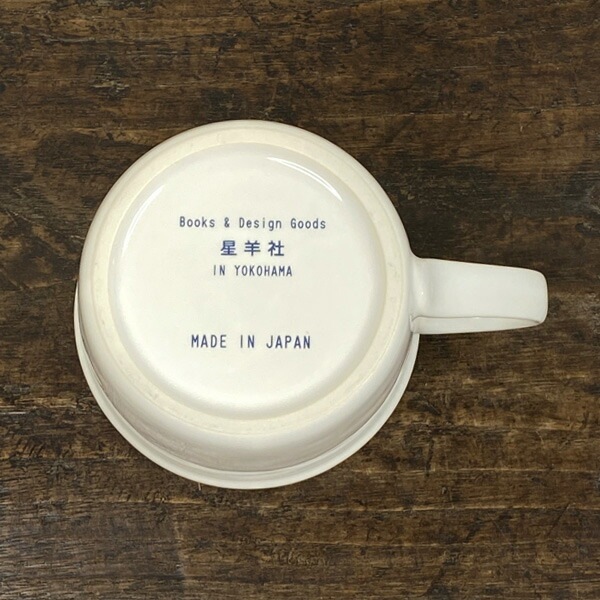 Books & Design Goods
星羊社
IN YOKOHAMA
MADE IN JAPAN